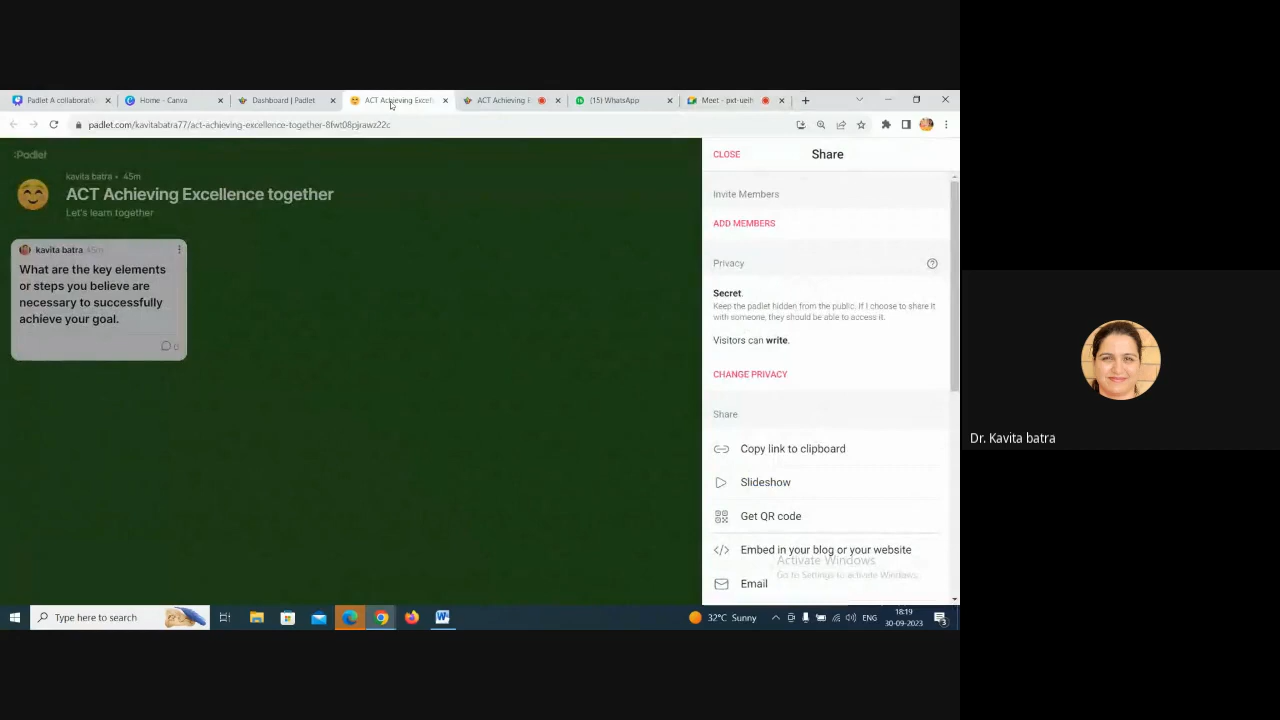 Padlet A collaborativ
Home - Canva
Dashboard | Padlet
ACT Achieving Excell
ACT Achieving E
(15) WhatsApp
Meet - pxt-ueih
padlet.com/kavitabatra77/act-achieving-excellence-together-8fwt08pjrawz22c
:Padlet
kavita batra • 45m
ACT Achieving Excellence together
Let's learn together
kavita batra 45m
What are the key elements
or steps you believe are
necessary to successfully
achieve your goal.
0
CLOSE
Share
Invite Members
ADD MEMBERS
Privacy
Secret.
Keep the padlet hidden from the public. If I choose to share it
with someone, they should be able to access it.
Visitors can write.
CHANGE PRIVACY
Share
Copy link to clipboard
Slideshow
Get QR code
Embed in your blog or your website
Activate Windows
Go to Settings to activate Windows.
Email
Dr. Kavita batra
Type here to search
32°C Sunny
ENG
18:19
30-09-2023
3